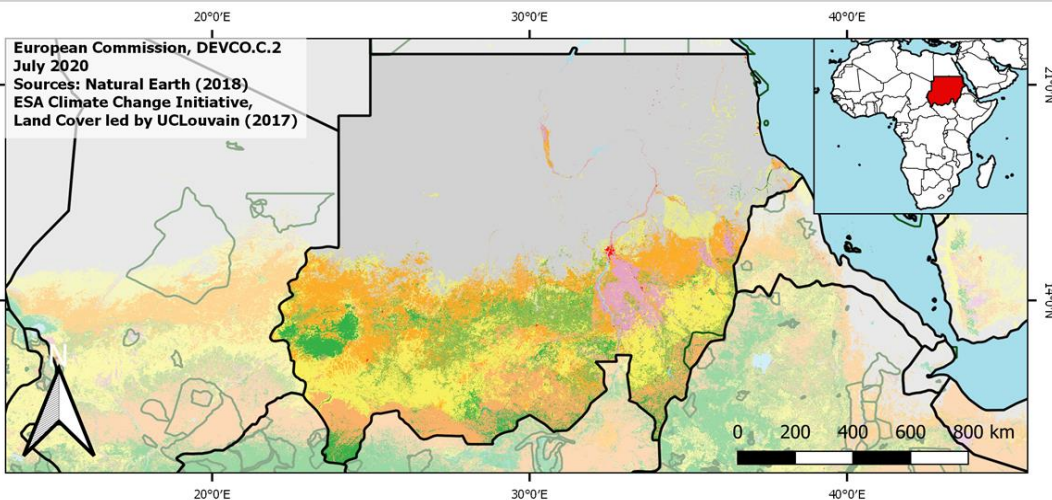 20°0'E 30°0'E 40°0'E
European Commission, DEVCO.C.2
July 2020
Sources: Natural Earth (2018)
ESA Climate Change Initiative,
Land Cover led by UCLouvain (2017)
21°0'N
14°0'N
N
0 200 400 600 800 km
20°0'E 30°0'E 40°0'E